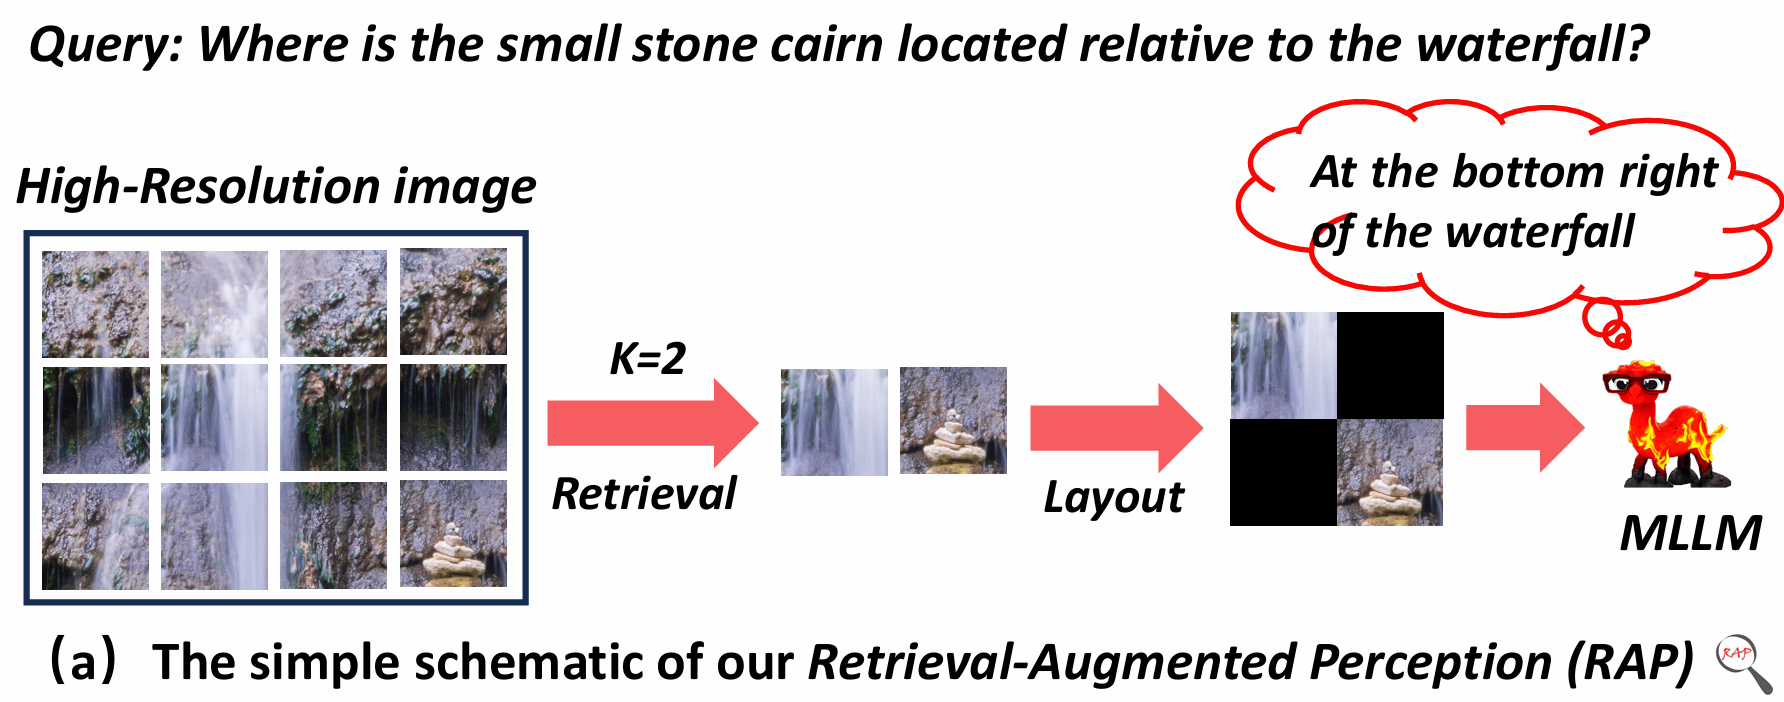 Query: Where is the small stone cairn located relative to the waterfall?
High-Resolution image
At the bottom right
of the waterfall
K=2
Retrieval
Layout
MLLM
(a) The simple schematic of our Retrieval-Augmented Perception (RAP)
RAP